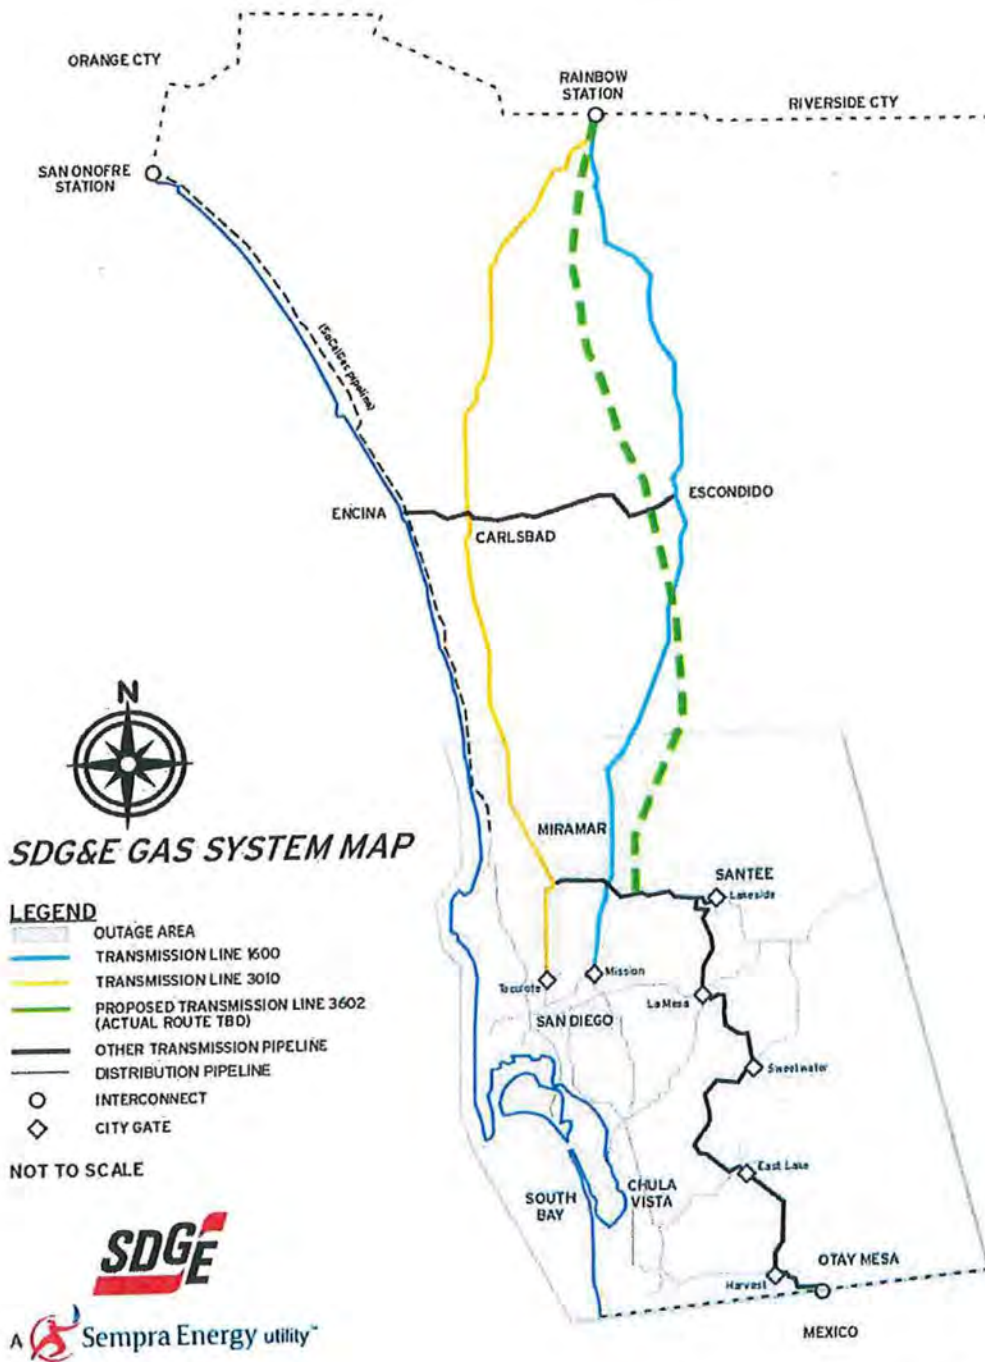 ORANGE CTY
RAINBOW
STATION
RIVERSIDE CTY
SAN ONOFRE
STATION
(SoCalGas pipeline)
ENCINA
ESCONDIDO
CARLSBAD
N
SDG&E GAS SYSTEM MAP
MIRAMAR
SANTEE
Lakeside
LEGEND
OUTAGE AREA
TRANSMISSION LINE 1600
TRANSMISSION LINE 3010
PROPOSED TRANSMISSION LINE 3602
(ACTUAL ROUTE TBD)
OTHER TRANSMISSION PIPELINE
DISTRIBUTION PIPELINE
INTERCONNECT
CITY GATE
NOT TO SCALE
Tecolote
Mission
La Mesa
SAN DIEGO
Sweetwater
East Lake
SOUTH
BAY
CHULA
VISTA
OTAY MESA
Harvest
MEXICO
SDGE
A Sempra Energy utility™